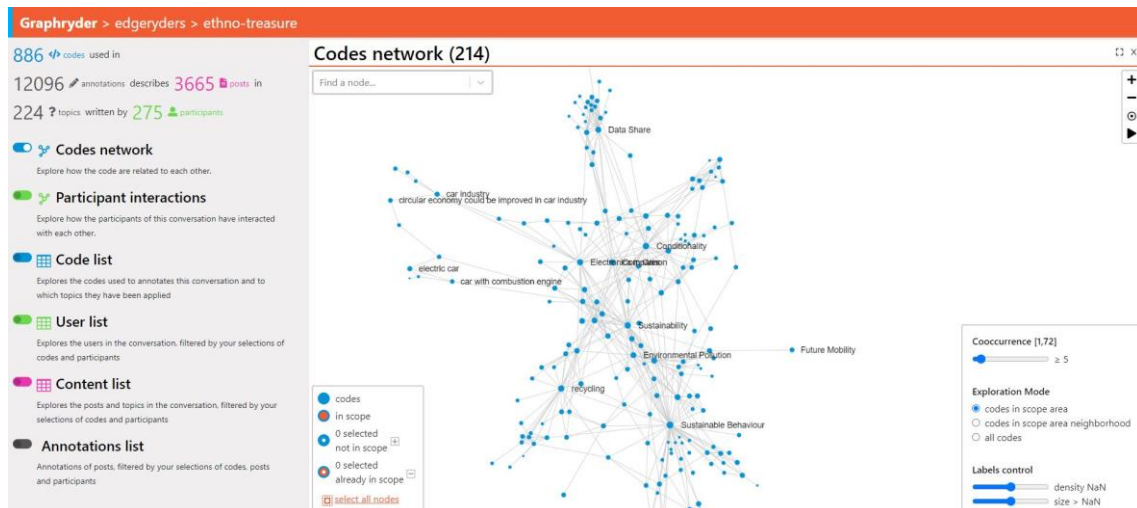 Graphryder > edgeryders > ethno-treasure
886 </> codes used in
12096 annotations describes 3665 posts in
224 ? topics written by 275 participants
Codes network
Explore how the code are related to each other.
Participant interactions
Explore how the participants of this conversation have interacted
with each other.
Code list
Explores the codes used to annotates this conversation and to
which topics they have been applied
User list
Explores the users in the conversation, filtered by your selections of
codes and participants
Content list
Explores the posts and topics in the conversation, filtered by your
selections of codes and participants
Annotations list
Annotations of posts, filtered by your selections of codes, posts
and participants
Codes network (214)
Find a node...
Data Share
car industry
circular economy could be improved in car industry
Conditionality
electric car
car with combustion engine
Sustainability
Environmental Pollution
Future Mobility
recycling
Sustainable Behaviour
codes
in scope
0 selected
not in scope
0 selected
already in scope
select all nodes
Cooccurrence [1,72]
≥ 5
Exploration Mode
codes in scope area
codes in scope area neighborhood
all codes
Labels control
density NaN
size > NaN